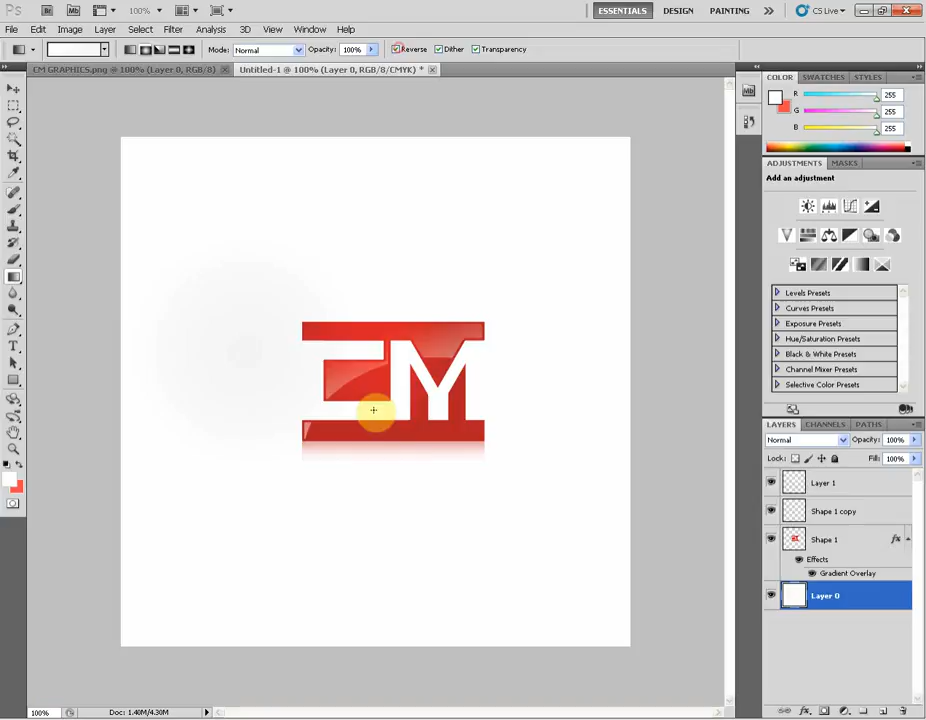 Ps Br Mb 100% ESSENTIALS DESIGN PAINTING CS Live
File Edit Image Layer Select Filter Analysis 3D View Window Help
Mode: Normal Opacity: 100% Reverse Dither Transparency
EM GRAPHICS.png @ 100% (Layer 0, RGB/8) Untitled-1 @ 100% (Layer 0, RGB/8/CMYK) *
Mb
COLOR SWATCHES STYLES
R 255
G 255
B 255
ADJUSTMENTS MASKS
Add an adjustment
Levels Presets
Curves Presets
Exposure Presets
Hue/Saturation Presets
Black & White Presets
Channel Mixer Presets
Selective Color Presets
EM
LAYERS CHANNELS PATHS
Normal Opacity: 100%
Lock: Fill: 100%
Layer 1
Shape 1 copy
Shape 1 fx
Effects
Gradient Overlay
Layer 0
T
100% Doc: 1.40M/4.30M
fx